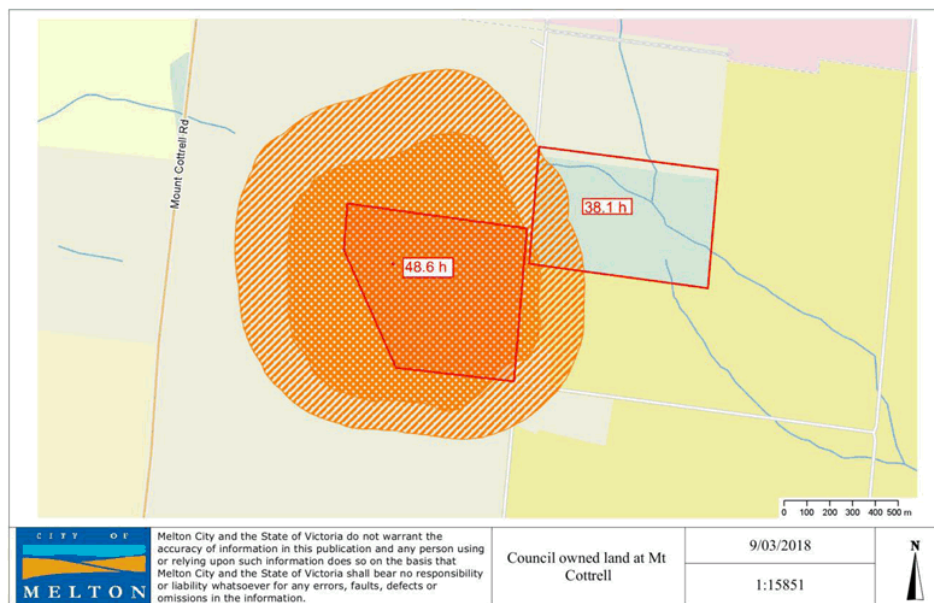 Mount Cottrell Rd
38.1 h
48.6 h
0 100 200 300 400 500 m
CITY OF
MELTON
Melton City and the State of Victoria do not warrant the
accuracy of information in this publication and any person using
or relying upon such information does so on the basis that
Melton City and the State of Victoria shall bear no responsibility
or liability whatsoever for any errors, faults, defects or
omissions in the information.
Council owned land at Mt
Cottrell
9/03/2018
1:15851
N